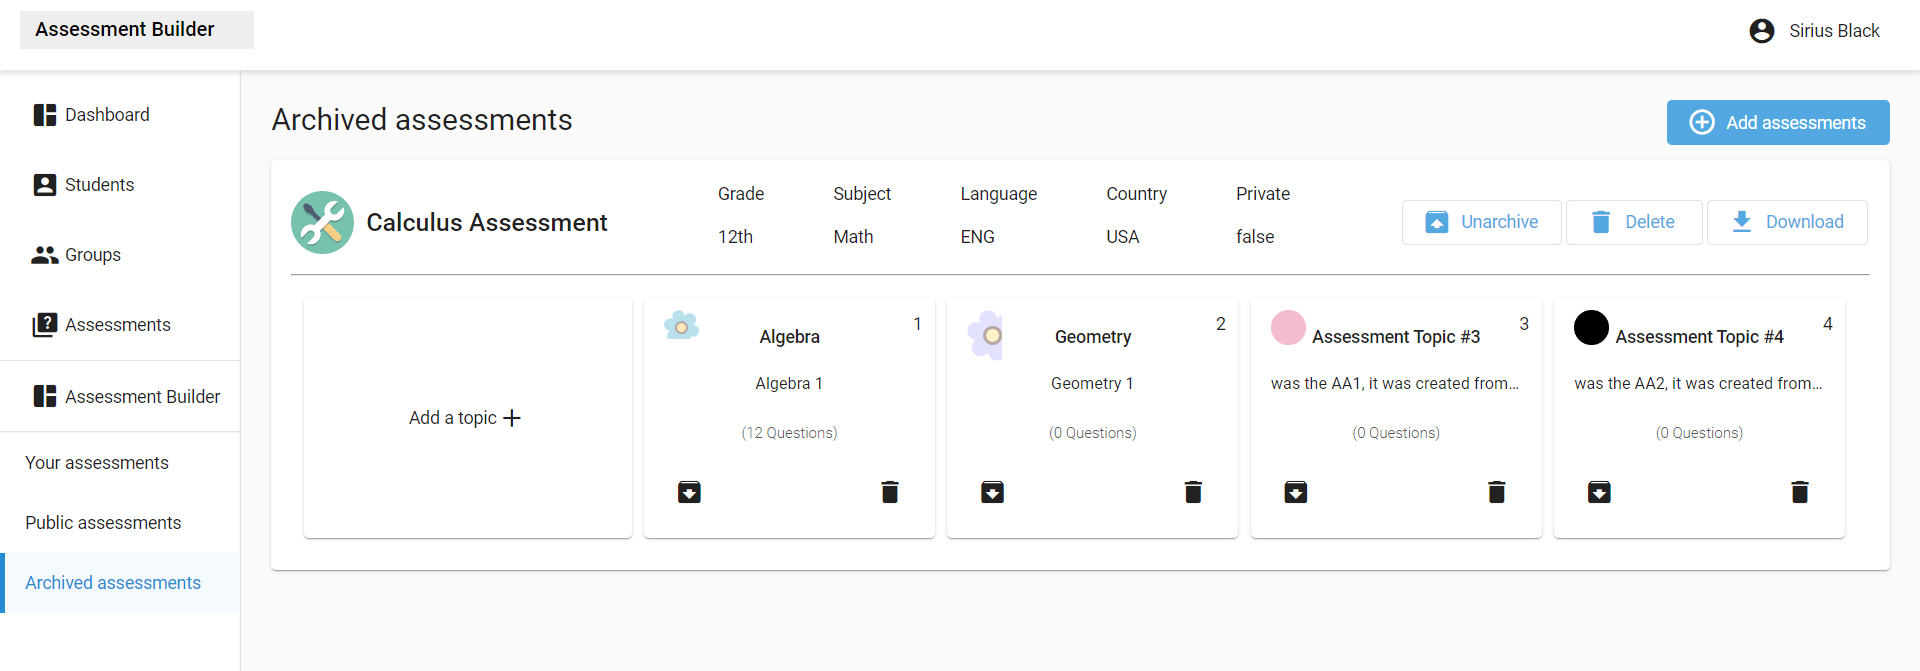 Assessment Builder
Sirius Black
Dashboard
Students
Groups
Assessments
Assessment Builder
Your assessments
Public assessments
Archived assessments
Archived assessments
Add assessments
Calculus Assessment
Grade Subject Language Country Private
12th Math ENG USA false
Unarchive Delete Download
Add a topic
1
Algebra
Algebra 1
(12 Questions)
2
Geometry
Geometry 1
(0 Questions)
3
Assessment Topic #3
was the AA1, it was created from...
(0 Questions)
4
Assessment Topic #4
was the AA2, it was created from...
(0 Questions)